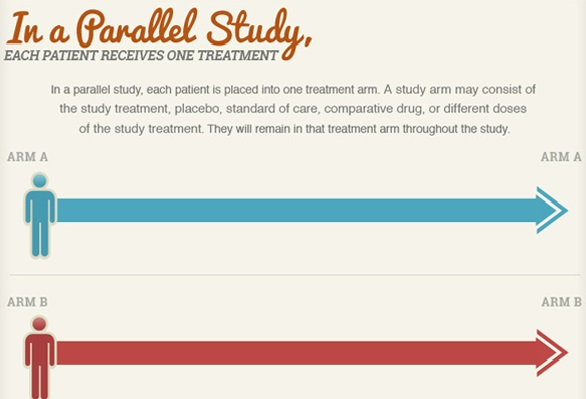 In a Parallel Study,
EACH PATIENT RECEIVES ONE TREATMENT
In a parallel study, each patient is placed into one treatment arm. A study arm may consist of
the study treatment, placebo, standard of care, comparative drug, or different doses
of the study treatment. They will remain in that treatment arm throughout the study.
ARM A ARM A
ARM B ARM B